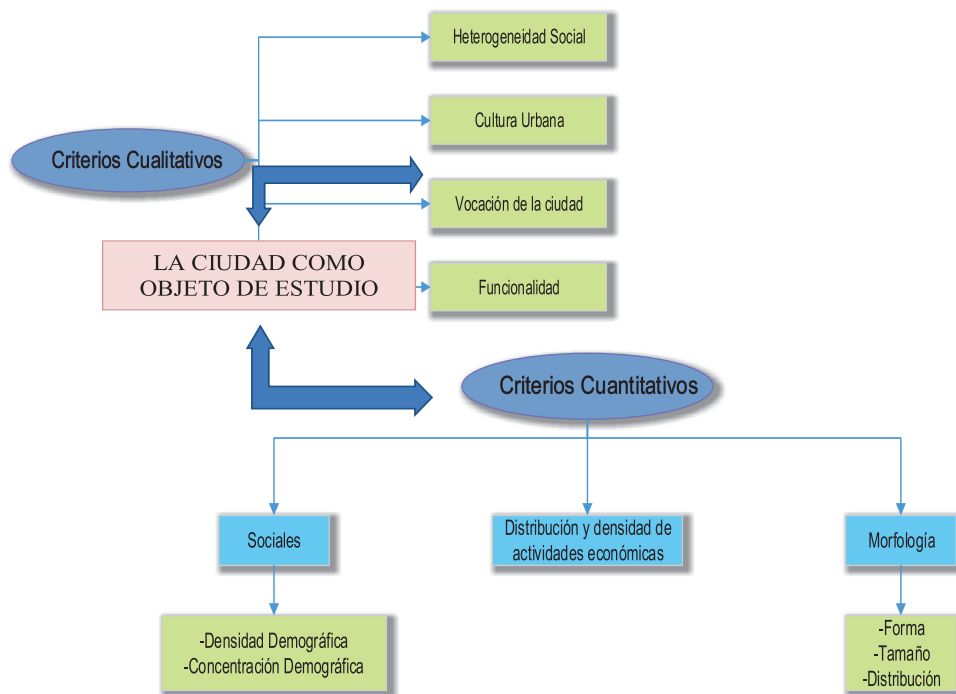 Heterogeneidad Social
Cultura Urbana
Criterios Cualitativos
Vocación de la ciudad
LA CIUDAD COMO
OBJETO DE ESTUDIO
Funcionalidad
Criterios Cuantitativos
Sociales
Distribución y densidad de
actividades económicas
Morfología
-Densidad Demográfica
-Concentración Demográfica
-Forma
-Tamaño
-Distribución